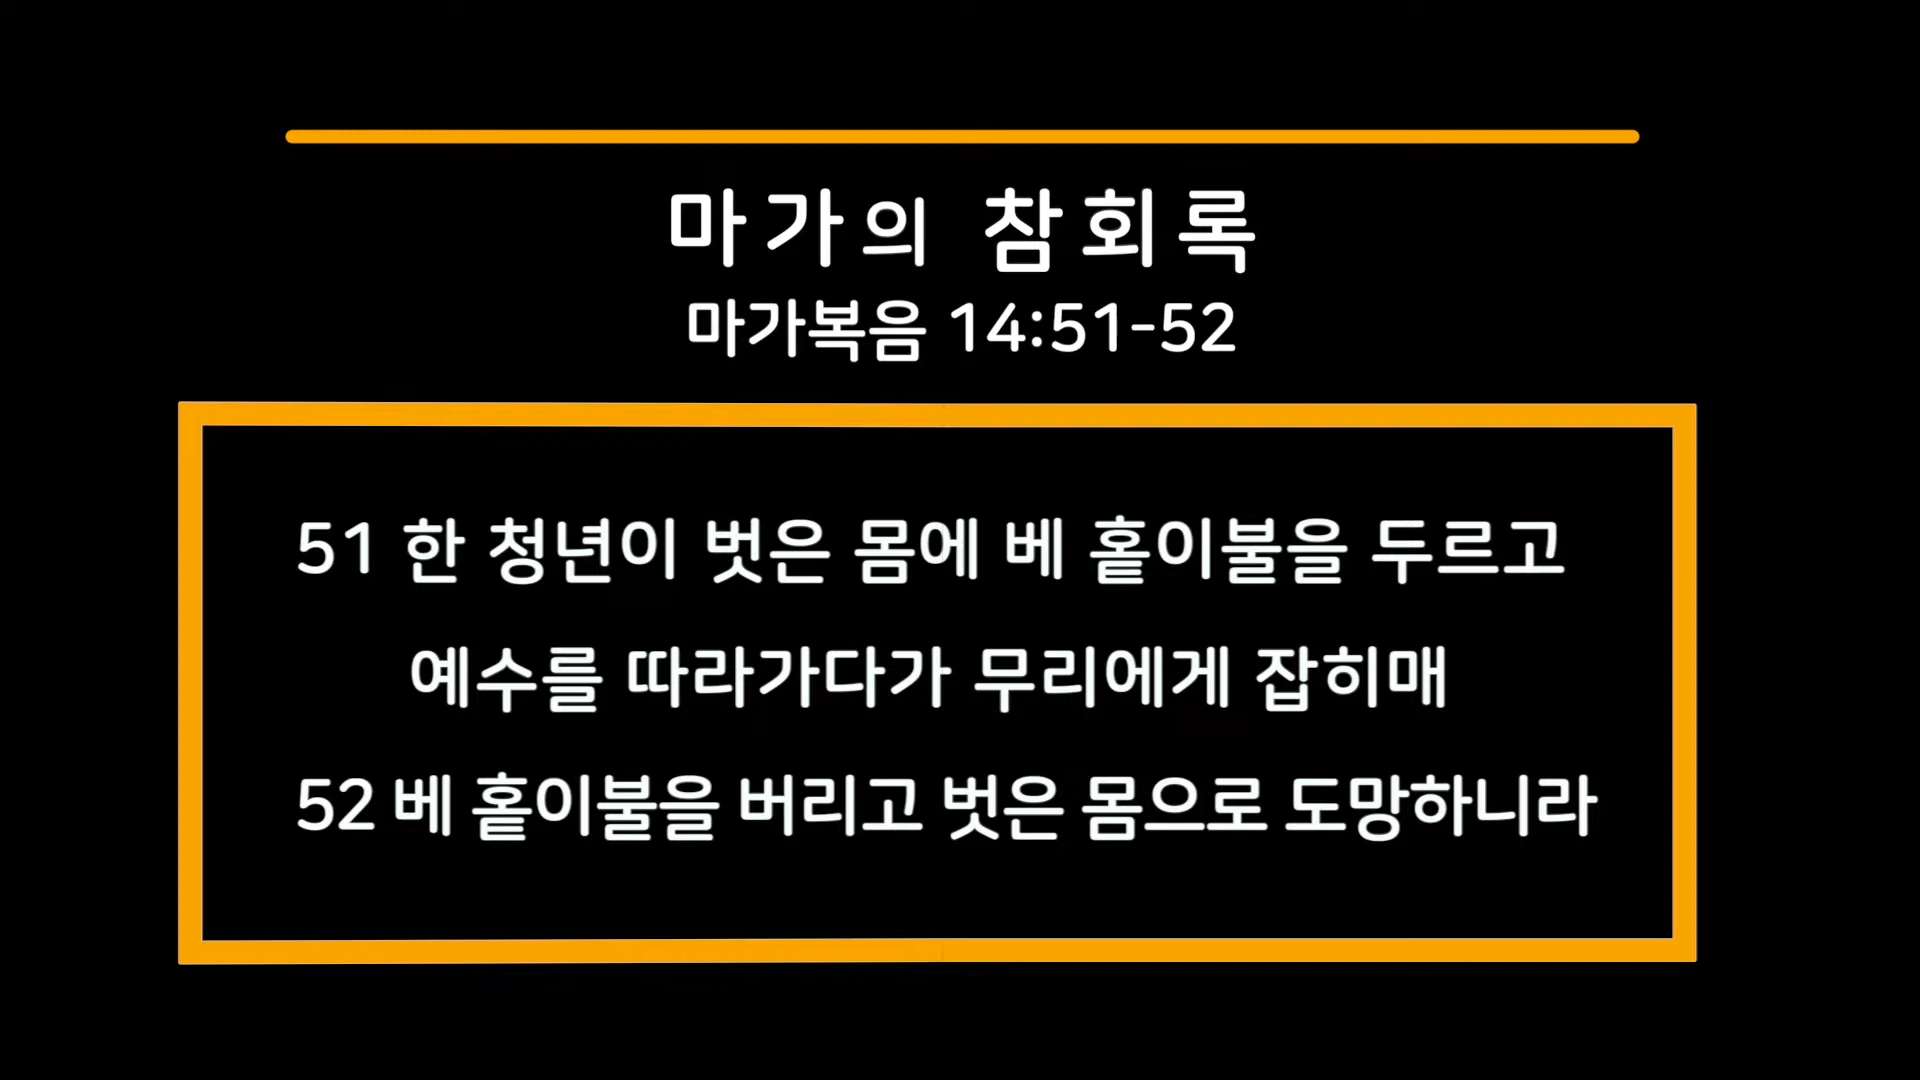 마가의 참회록
마가복음 14:51-52
51 한 청년이 벗은 몸에 베 홑이불을 두르고
예수를 따라가다가 무리에게 잡히매
52 베 홑이불을 버리고 벗은 몸으로 도망하니라